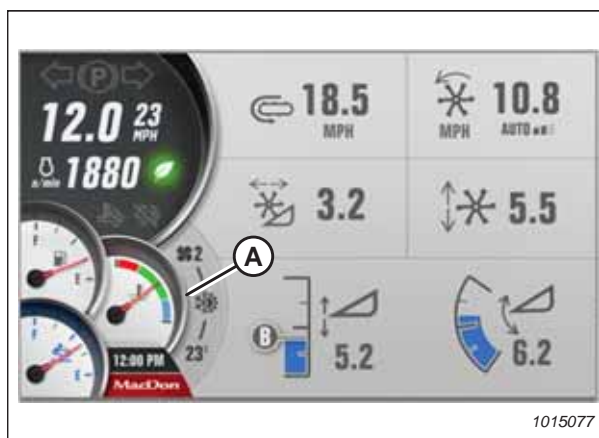 P
12.0 23 MPH
n/min 1880
F
E
F
E
2
23°
12:00 PM
MacDon
A
18.5
MPH
10.8
MPH AUTO
3.2
5.5
B
5.2
6.2
1015077